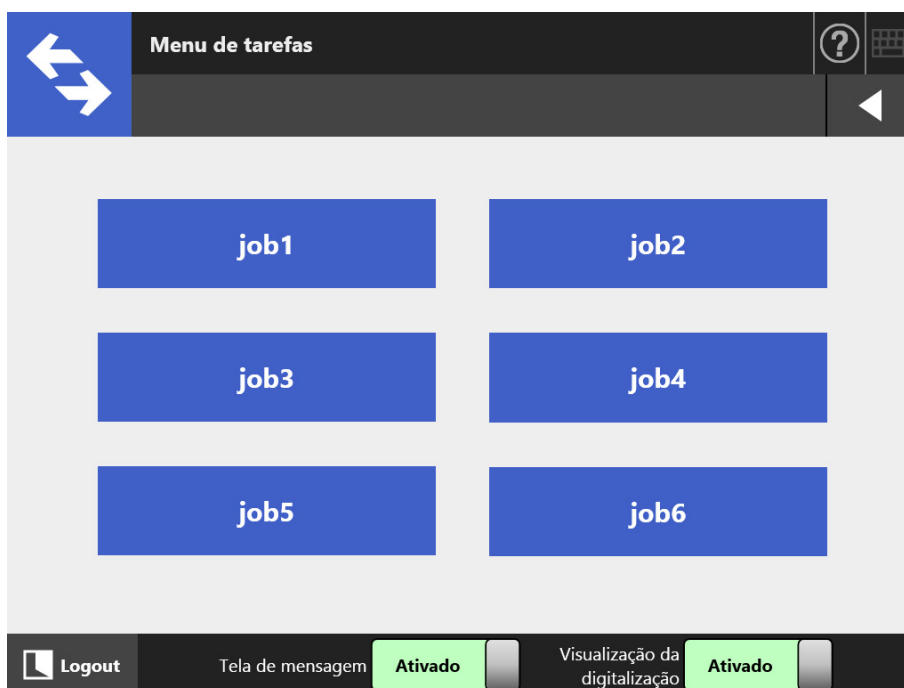 Menu de tarefas
job1
job2
job3
job4
job5
job6
Logout
Tela de mensagem
Ativado
Visualização da
digitalização
Ativado